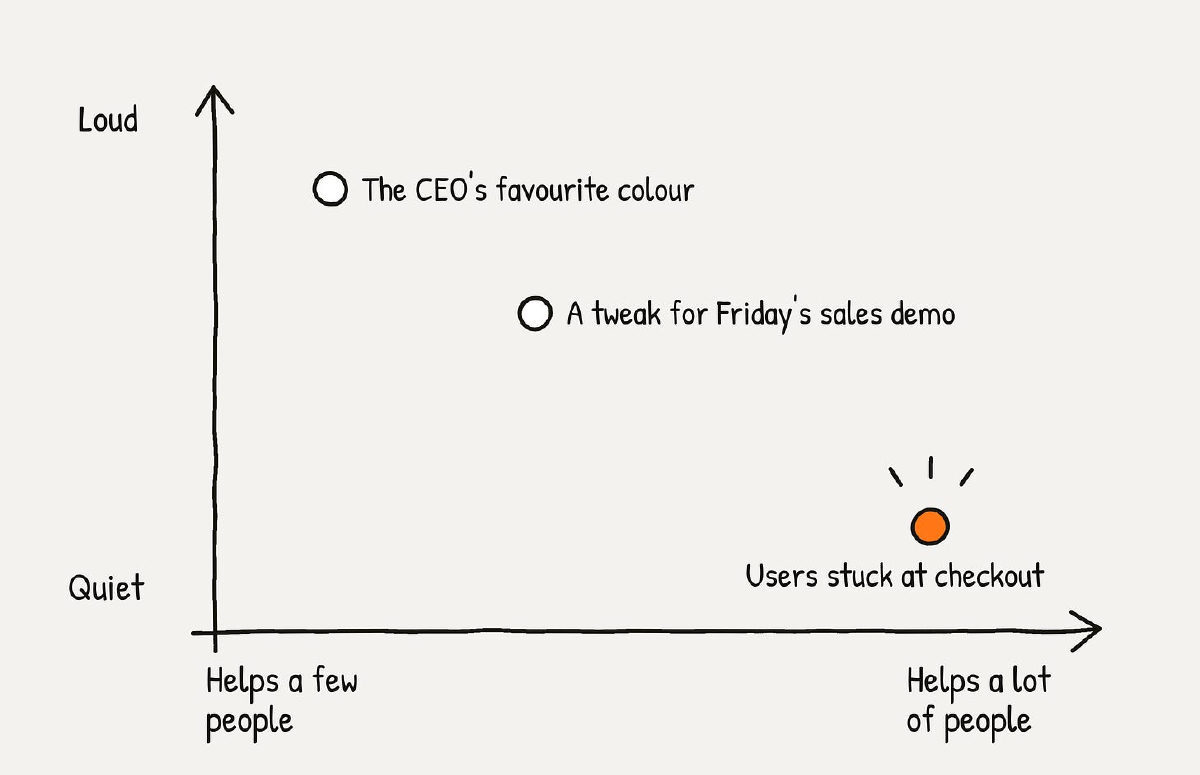 Loud
The CEO's favourite colour
A tweak for Friday's sales demo
Users stuck at checkout
Quiet
Helps a few
people
Helps a lot
of people